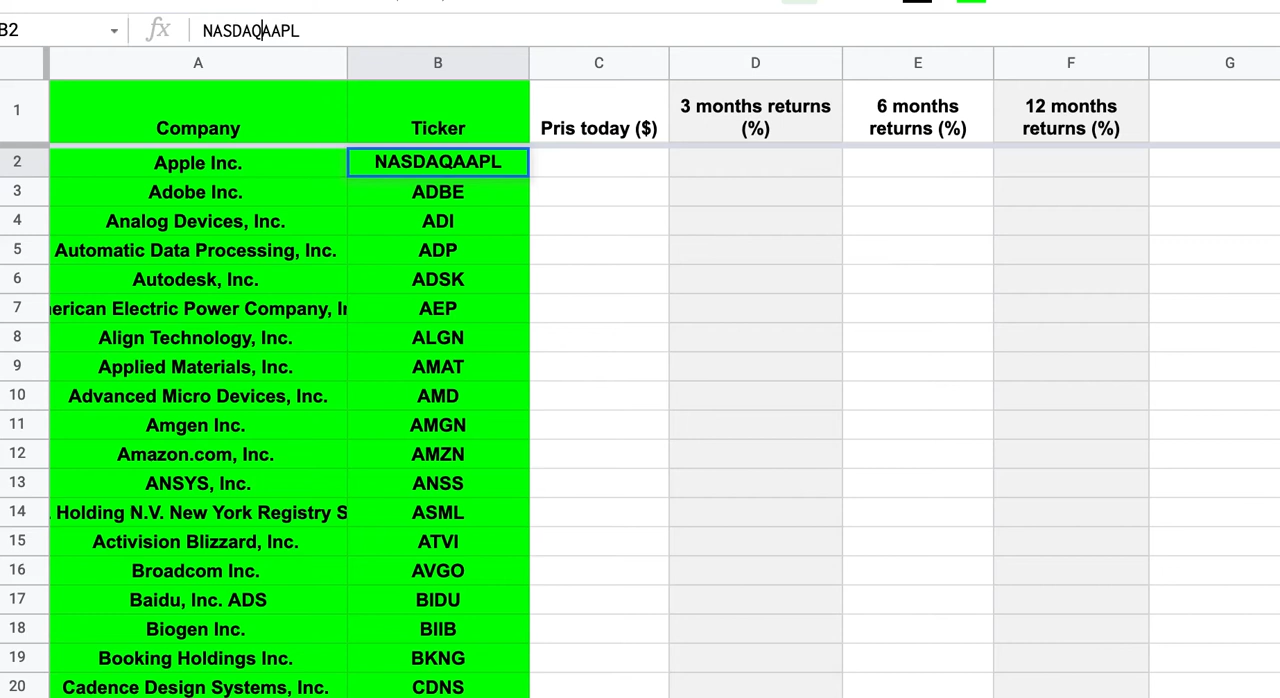 B2 fx NASDAQAAPL
A B C D E F G
1 Company Ticker Pris today ($) 3 months returns (%) 6 months returns (%) 12 months returns (%)
2 Apple Inc. NASDAQAAPL
3 Adobe Inc. ADBE
4 Analog Devices, Inc. ADI
5 Automatic Data Processing, Inc. ADP
6 Autodesk, Inc. ADSK
7 erican Electric Power Company, I AEP
8 Align Technology, Inc. ALGN
9 Applied Materials, Inc. AMAT
10 Advanced Micro Devices, Inc. AMD
11 Amgen Inc. AMGN
12 Amazon.com, Inc. AMZN
13 ANSYS, Inc. ANSS
14 . Holding N.V. New York Registry S ASML
15 Activision Blizzard, Inc. ATVI
16 Broadcom Inc. AVGO
17 Baidu, Inc. ADS BIDU
18 Biogen Inc. BIIB
19 Booking Holdings Inc. BKNG
20 Cadence Design Systems, Inc. CDNS